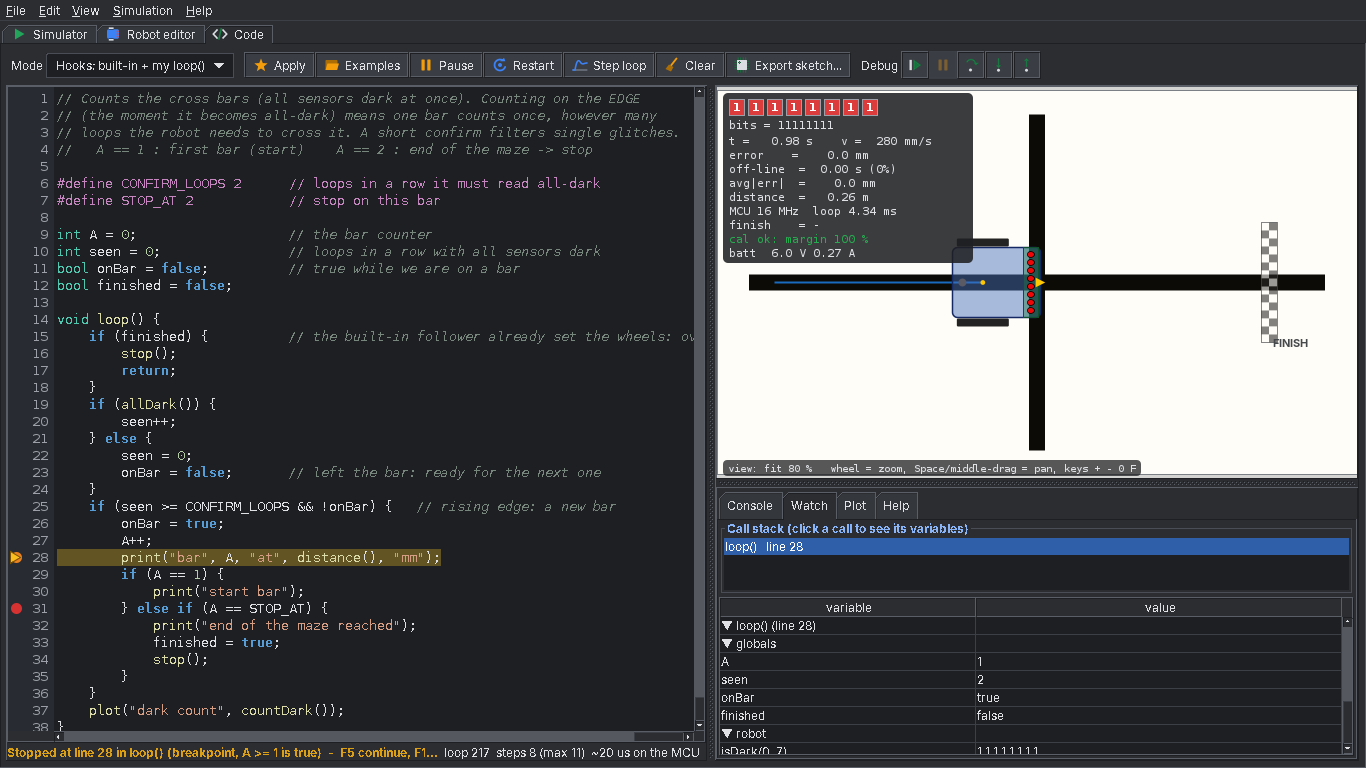 File Edit View Simulation Help
Simulator Robot editor Code
Mode Hooks: built-in + my loop() Apply Examples Pause Restart Step loop Clear Export sketch... Debug
1 // Counts the cross bars (all sensors dark at once). Counting on the EDGE
2 // (the moment it becomes all-dark) means one bar counts once, however many
3 // loops the robot needs to cross it. A short confirm filters single glitches.
4 //   A == 1 : first bar (start)    A == 2 : end of the maze -> stop
5
6 #define CONFIRM_LOOPS 2      // loops in a row it must read all-dark
7 #define STOP_AT 2            // stop on this bar
8
9 int A = 0;                   // the bar counter
10 int seen = 0;                // loops in a row with all sensors dark
11 bool onBar = false;          // true while we are on a bar
12 bool finished = false;
13
14 void loop() {
15     if (finished) {          // the built-in follower already set the wheels: ov
16         stop();
17         return;
18     }
19     if (allDark()) {
20         seen++;
21     } else {
22         seen = 0;
23         onBar = false;       // left the bar: ready for the next one
24     }
25     if (seen >= CONFIRM_LOOPS && !onBar) {   // rising edge: a new bar
26         onBar = true;
27         A++;
28         print("bar", A, "at", distance(), "mm");
29         if (A == 1) {
30             print("start bar");
31         } else if (A == STOP_AT) {
32             print("end of the maze reached");
33             finished = true;
34             stop();
35         }
36     }
37     plot("dark count", countDark());
38 }
Stopped at line 28 in loop() (breakpoint, A >= 1 is true) - F5 continue, F1... loop 217 steps 8 (max 11) ~20 us on the MCU
1 1 1 1 1 1 1 1
bits = 11111111
t = 0.98 s v = 280 mm/s
error = 0.0 mm
off-line = 0.00 s (0%)
avg|err| = 0.0 mm
distance = 0.26 m
MCU 16 MHz loop 4.34 ms
finish = -
cal ok: margin 100 %
batt 6.0 V 0.27 A
FINISH
view: fit 80 % wheel = zoom, Space/middle-drag = pan, keys + - 0 F
Console Watch Plot Help
Call stack (click a call to see its variables)
loop() line 28
variable value
loop() (line 28)
globals
A 1
seen 2
onBar true
finished false
robot
isDark(0..7) 11111111